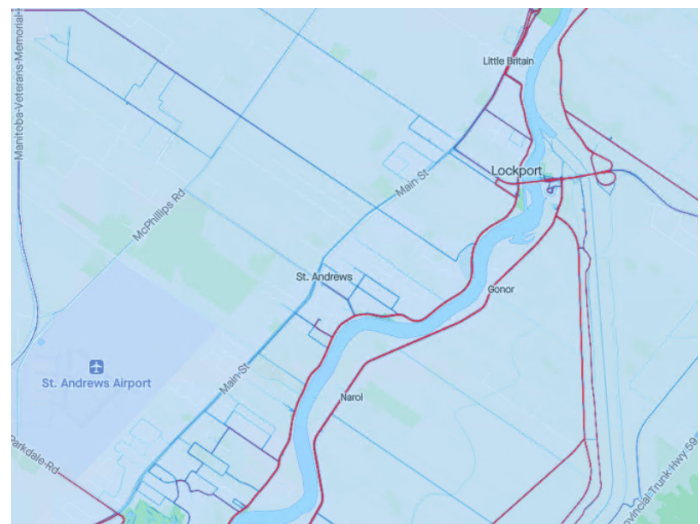 Little Britain
Manitoba-Veterans-Memorial
Lockport
Main-St
McPhillips Rd
St. Andrews
Gonor
St. Andrews Airport
Main-St
Narol
Parkdale-Rd
vincial Trunk Hwy 59